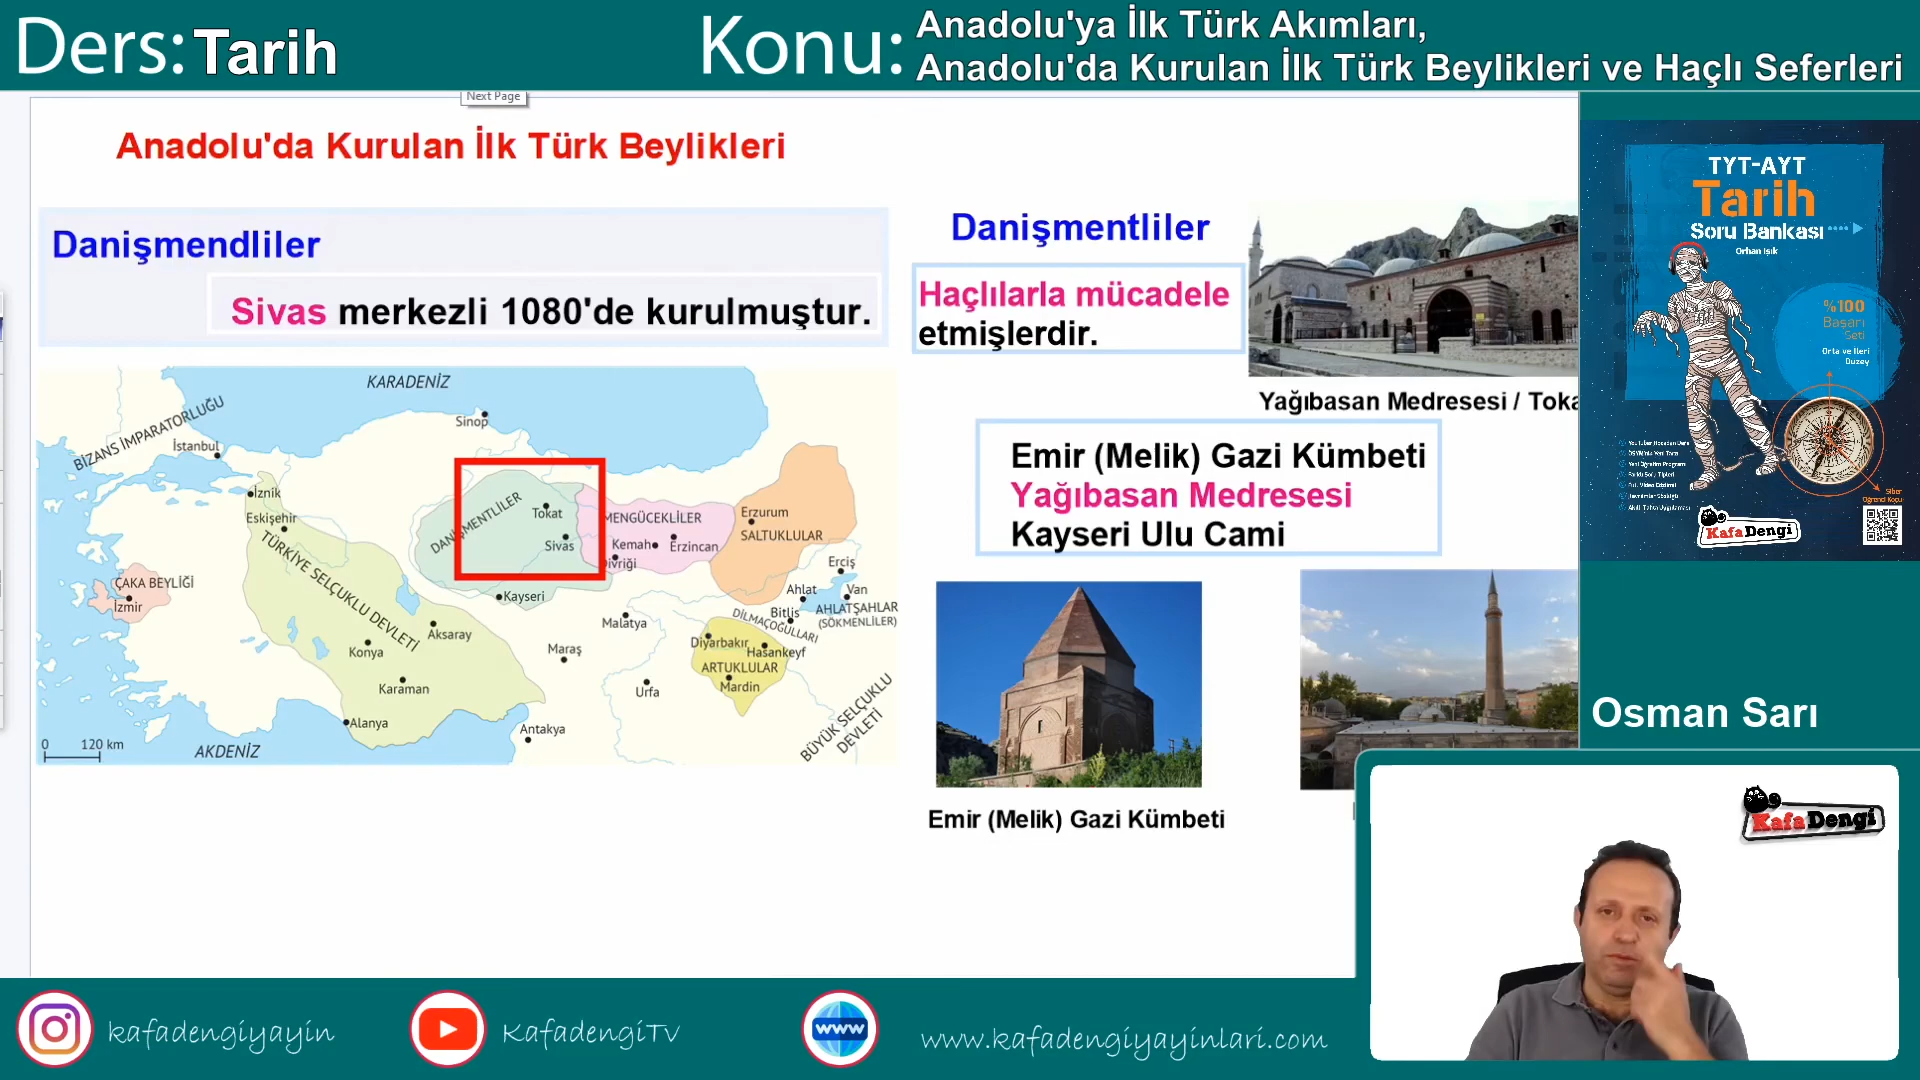 Ders: Tarih
Konu: Anadolu'ya İlk Türk Akımları,
Anadolu'da Kurulan İlk Türk Beylikleri ve Haçlı Seferleri
Next Page
Anadolu'da Kurulan İlk Türk Beylikleri
Danişmendliler
Sivas merkezli 1080'de kurulmuştur.
KARADENİZ
BİZANS İMPARATORLUĞU
İstanbul
Sinop
İznik
Eskişehir
TÜRKİYE SELÇUKLU DEVLETİ
DANİŞMENTLİLER
Tokat
Sivas
Kayseri
MENGÜCEKLİLER
Kemah
Erzincan
ivriği
Erzurum
SALTUKLULAR
Erciş
Ahlat
Van
AHLATŞAHLAR
(SÖKMENLİLER)
Bitlis
DİLMAÇOĞULLARI
ÇAKA BEYLİĞİ
İzmir
Malatya
Diyarbakır
Hasankeyf
ARTUKLULAR
Mardin
Aksaray
Konya
Maraş
Karaman
Urfa
Alanya
Antakya
BÜYÜK SELÇUKLU
DEVLETİ
0 120 km
AKDENİZ
Danişmentliler
Haçlılarla mücadele
etmişlerdir.
Yağıbasan Medresesi / Toka
Emir (Melik) Gazi Kümbeti
Yağıbasan Medresesi
Kayseri Ulu Cami
Emir (Melik) Gazi Kümbeti
TYT-AYT
Tarih
Soru Bankası
Orhan Işık
%100
Başarı
Seti
Orta ve İleri
Düzey
KafaDengi
Osman Sarı
KafaDengi
kafadengiyayin
KafadengiTv
www
www.kafadengiyayinlari.com